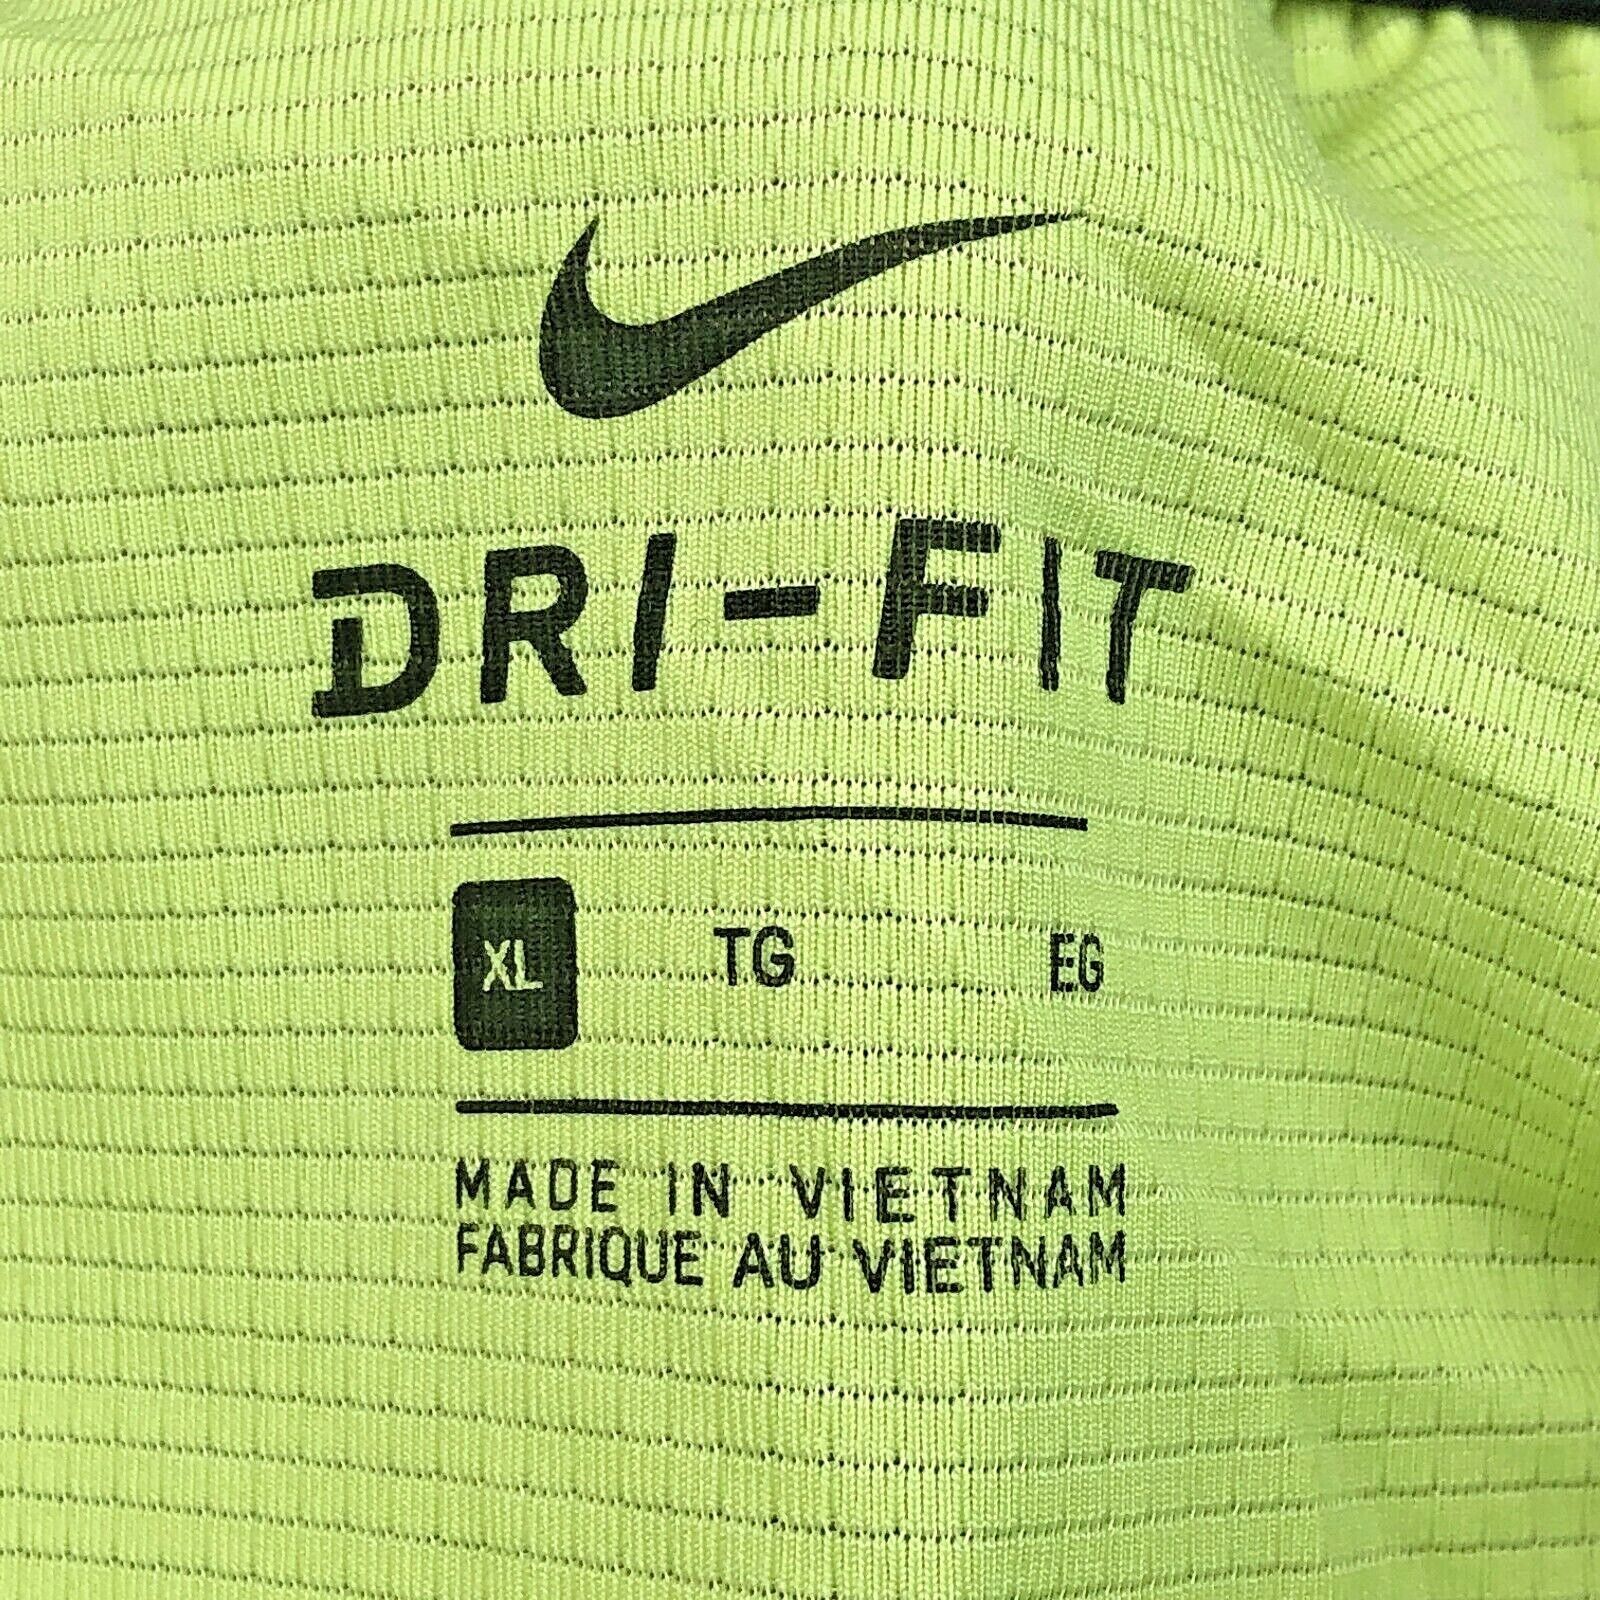 DRI-FIT
XL TG EG
MADE IN VIETNAM
FABRIQUE AU VIETNAM